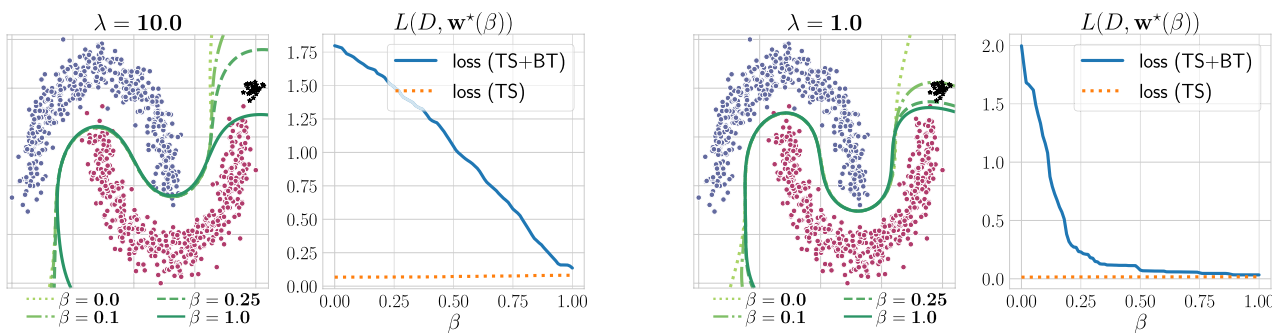 λ = 10.0
L(D, w⋆(β))
λ = 1.0
L(D, w⋆(β))
1.75
1.50
1.25
1.00
0.75
0.50
0.25
0.00
loss (TS+BT)
loss (TS)
0.00 0.25 0.50 0.75 1.00
β
2.0
1.5
1.0
0.5
0.0
loss (TS+BT)
loss (TS)
0.00 0.25 0.50 0.75 1.00
β
β = 0.0 β = 0.25
β = 0.1 β = 1.0
β = 0.0 β = 0.25
β = 0.1 β = 1.0